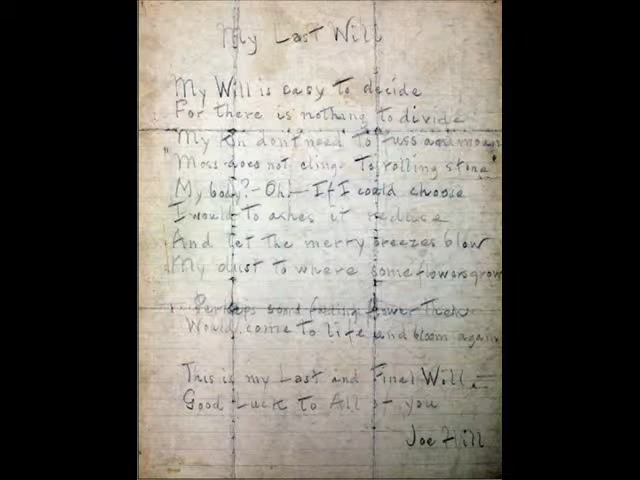 My Last Will
My Will is easy to decide
For there is nothing to divide
My kin don't need to fuss and moan
"Moss does not cling to rolling stone"
My body? - Oh. - If I could choose
I would to ashes it reduce
And let the merry breezes blow
My dust to where some flowers grow
Perhaps some fading flower then
Would come to life and bloom again
This is my Last and Final Will. -
Good Luck to All of you
Joe Hill